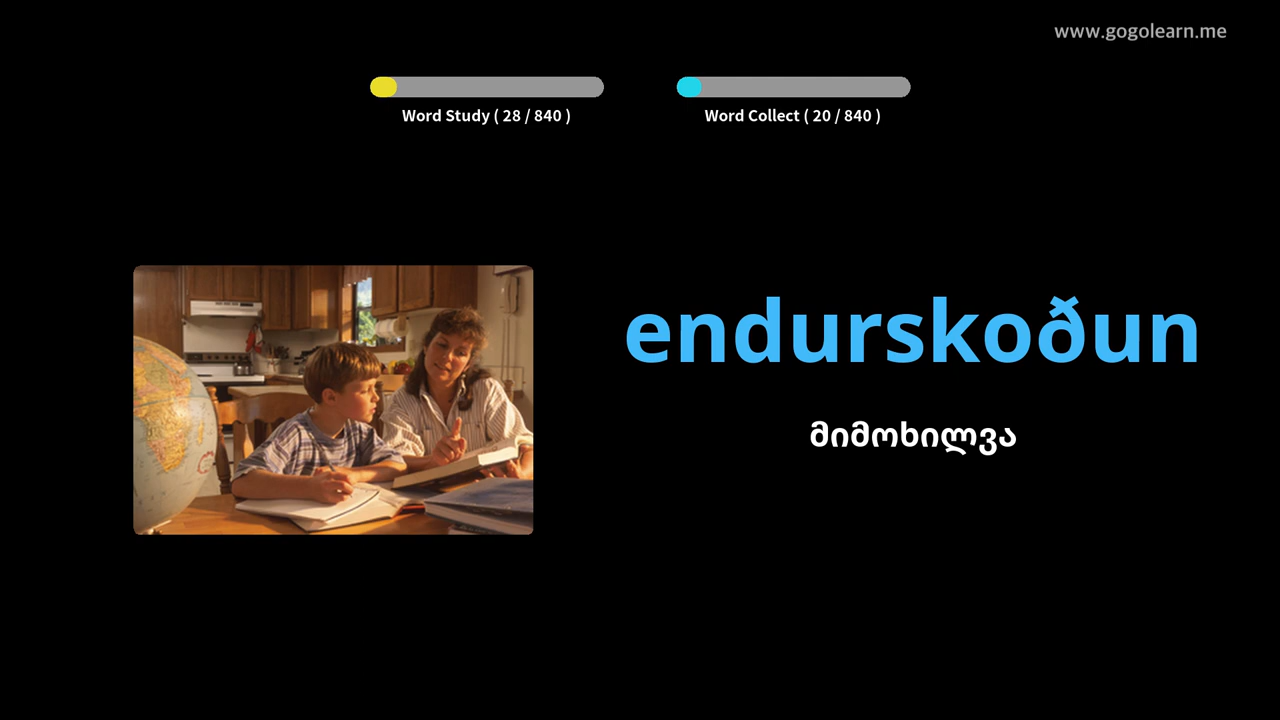 www.gogolearn.me
Word Study ( 28 / 840 )
Word Collect ( 20 / 840 )
endurskoðun
მიმოხილვა